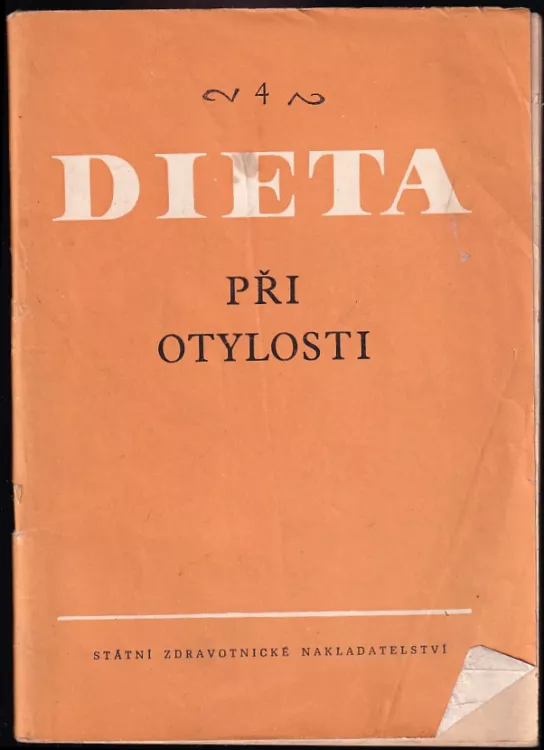 4
DIETA
PŘI
OTYLOSTI
STÁTNÍ ZDRAVOTNICKÉ NAKLADATELSTVÍ